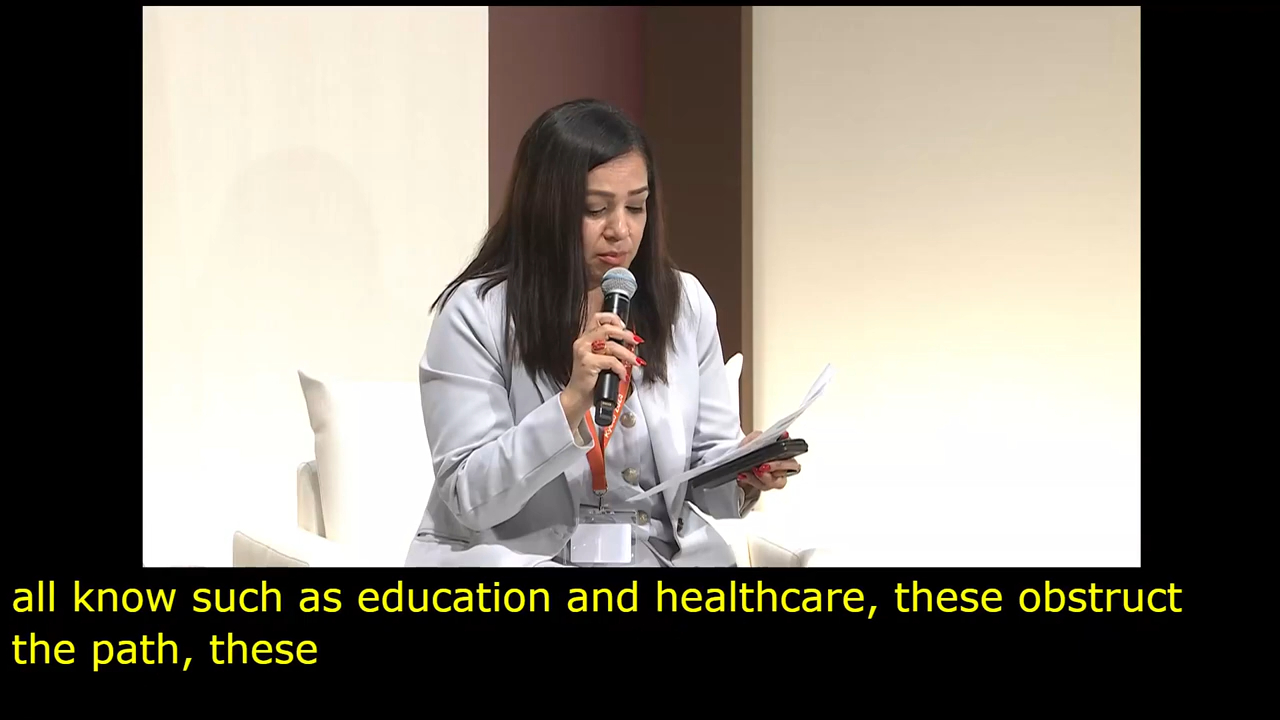 all know such as education and healthcare, these obstruct
the path, these